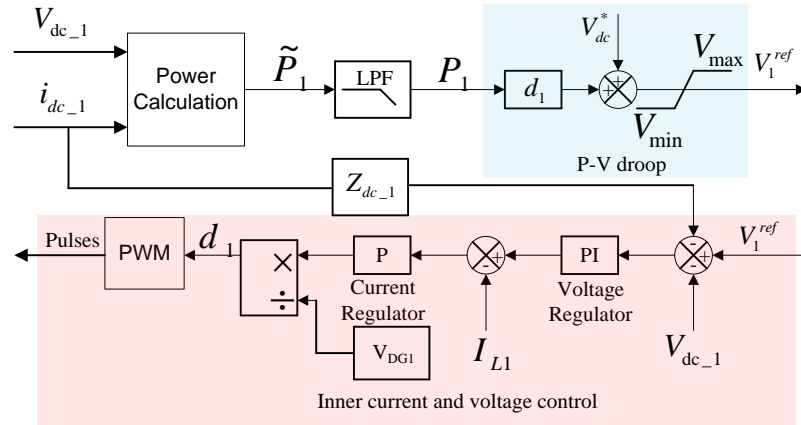 V_dc_1
i_dc_1
Power
Calculation
P̃_1
LPF
P_1
d_1
V_dc^*
+
+
V_max
V_min
V_1^ref
P-V droop
Z_dc_1
Pulses
PWM
d_1
×
÷
P
Current
Regulator
V_DG1
+
-
I_L1
PI
Voltage
Regulator
-
+
-
V_dc_1
V_1^ref
Inner current and voltage control